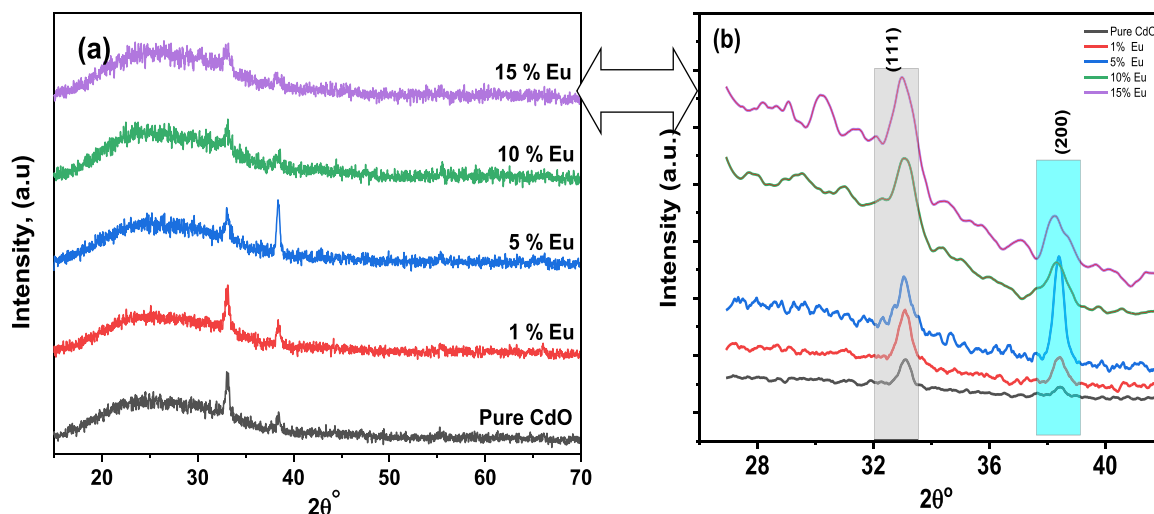 (a)
15 % Eu
10 % Eu
5 % Eu
1 % Eu
Pure CdO
Intensity, (a.u)
20 30 40 50 60 70
2θ°
(b)
(111)
(200)
Pure CdO
1% Eu
5% Eu
10% Eu
15% Eu
Intensity (a.u.)
28 32 36 40
2θº